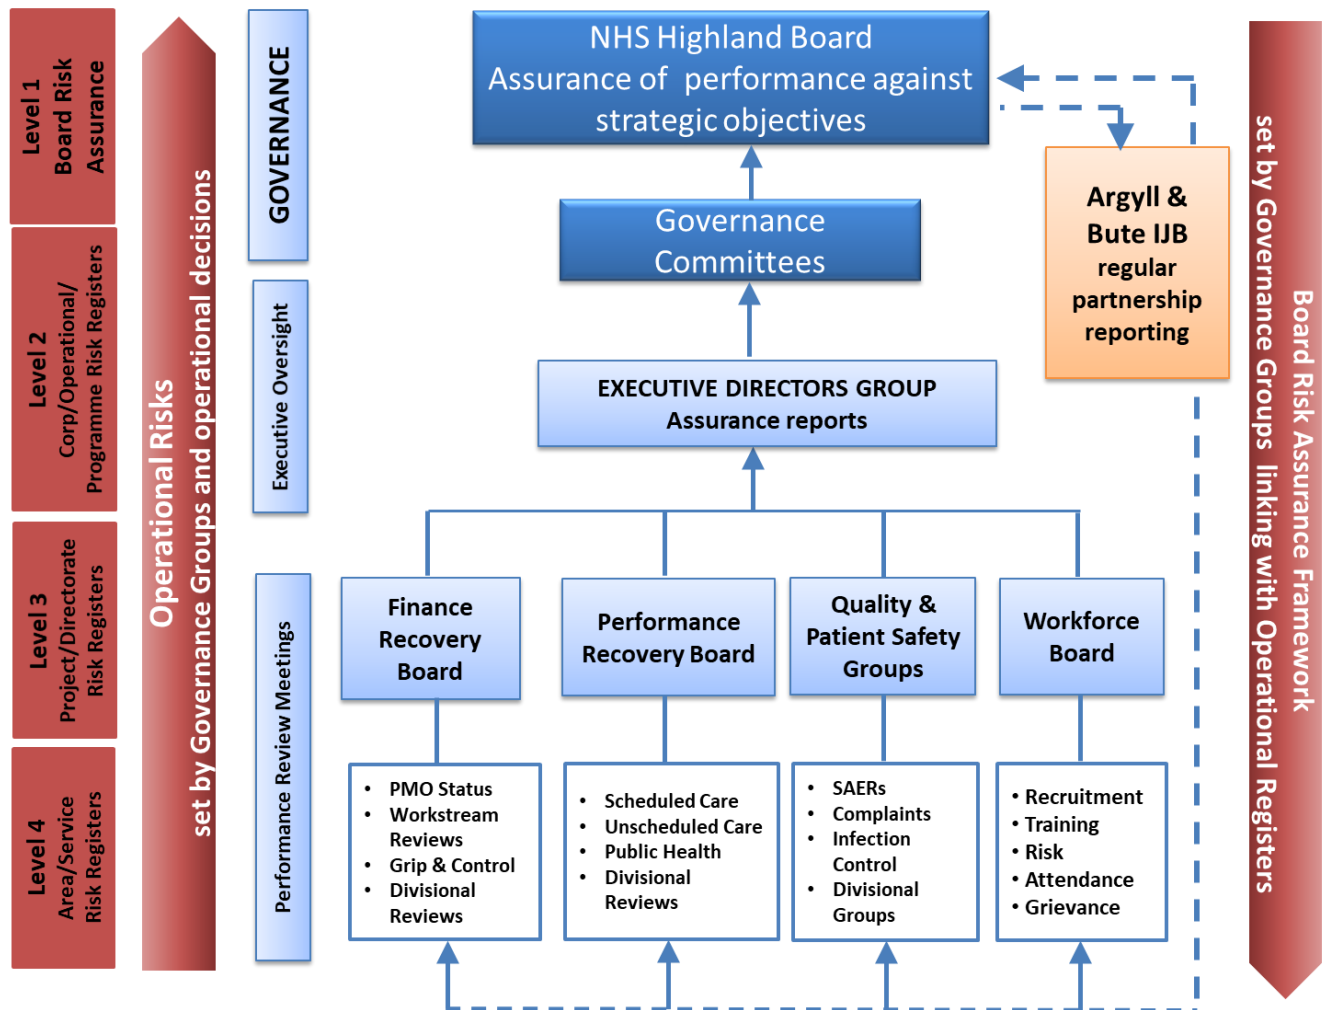 Level 1
Board Risk
Assurance
Level 2
Corp/Operational/
Programme Risk Registers
Level 3
Project/Directorate
Risk Registers
Level 4
Area/Service
Risk Registers
Operational Risks
set by Governance Groups and operational decisions
GOVERNANCE
Executive Oversight
Performance Review Meetings
NHS Highland Board
Assurance of performance against
strategic objectives
Governance
Committees
EXECUTIVE DIRECTORS GROUP
Assurance reports
Finance
Recovery
Board
Performance
Recovery Board
Quality &
Patient Safety
Groups
Workforce
Board
• PMO Status
• Workstream
Reviews
• Grip & Control
• Divisional
Reviews
• Scheduled Care
• Unscheduled Care
• Public Health
• Divisional
Reviews
• SAERs
• Complaints
• Infection
Control
• Divisional
Groups
• Recruitment
• Training
• Risk
• Attendance
• Grievance
Argyll &
Bute IJB
regular
partnership
reporting
Board Risk Assurance Framework
set by Governance Groups linking with Operational Registers